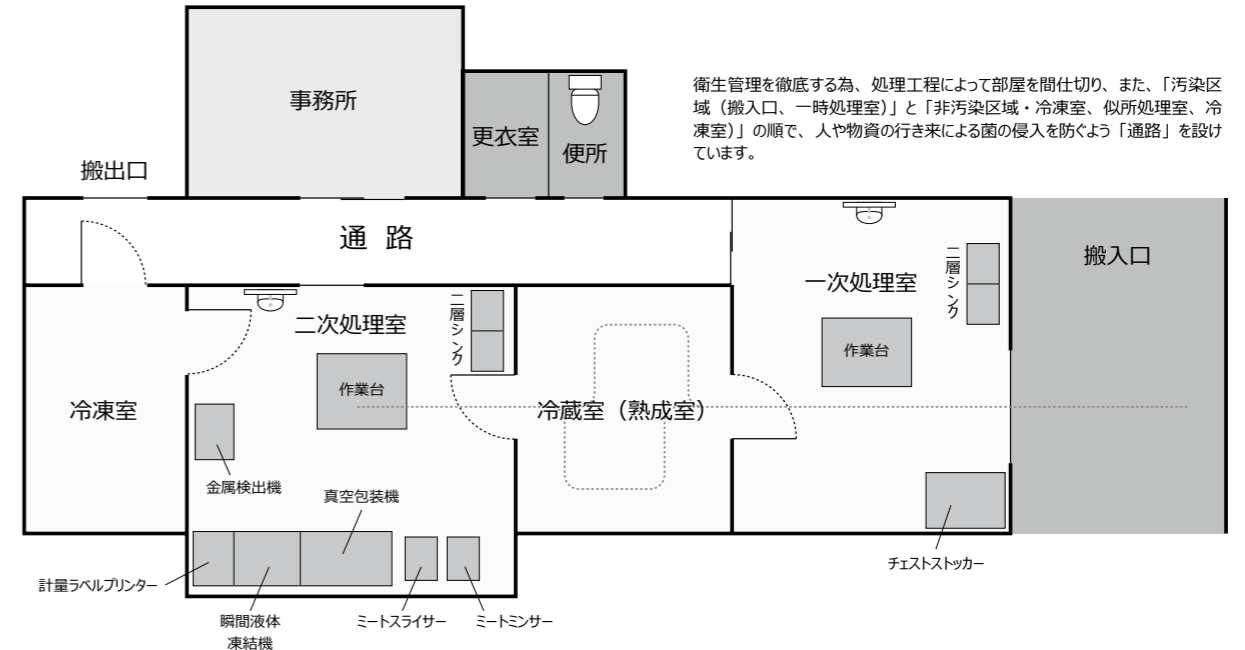 衛生管理を徹底する為、処理工程によって部屋を間仕切り、また、「汚染区
域（搬入口、一時処理室）」と「非汚染区域・冷凍室、似所処理室、冷
凍室）」の順で、人や物資の行き来による菌の侵入を防ぐよう「通路」を設け
ています。
事務所
更衣室
便所
搬出口
通路
搬入口
一次処理室
二層シンク
作業台
二次処理室
二層シンク
作業台
冷凍室
冷蔵室（熟成室）
金属検出機
真空包装機
チェストストッカー
計量ラベルプリンター
瞬間液体
凍結機
ミートスライサー
ミートミンサー